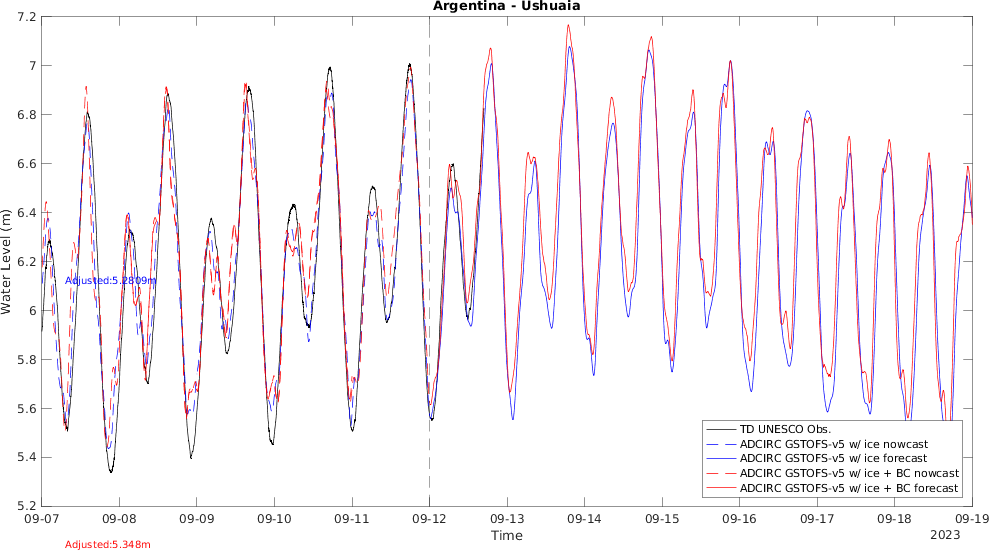 Argentina - Ushuaia
7.2
7
6.8
6.6
6.4
6.2
6
5.8
5.6
5.4
5.2
Water Level (m)
Adjusted:5.2809m
TD UNESCO Obs.
ADCIRC GSTOFS-v5 w/ ice nowcast
ADCIRC GSTOFS-v5 w/ ice forecast
ADCIRC GSTOFS-v5 w/ ice + BC nowcast
ADCIRC GSTOFS-v5 w/ ice + BC forecast
09-07 09-08 09-09 09-10 09-11 09-12 09-13 09-14 09-15 09-16 09-17 09-18 09-19
Time
2023
Adjusted:5.348m